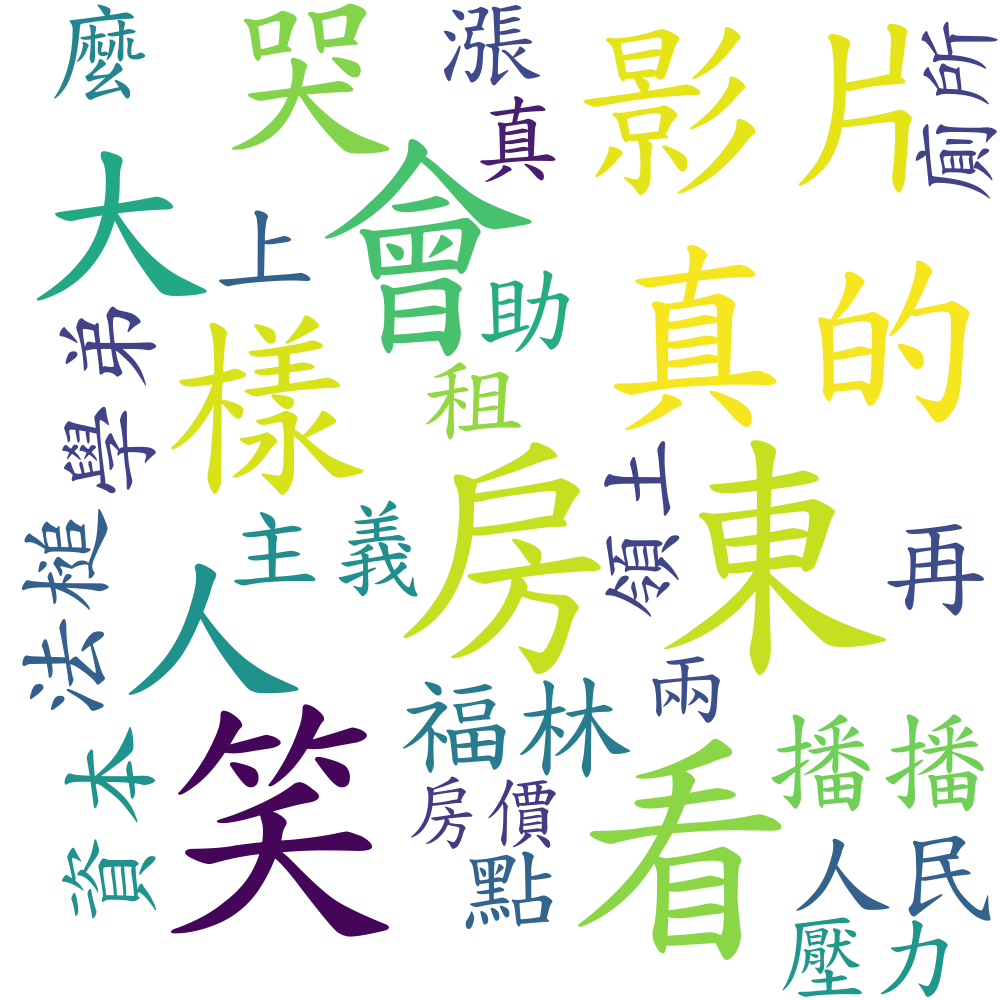 麼
哭
漲
影片
廁所
真
大
上
會
助
真的
學弟
樣
租
房東
領土
再
法槌
主義
人
福林
兩
資本
笑
房價
看
播播
點
人民
壓力